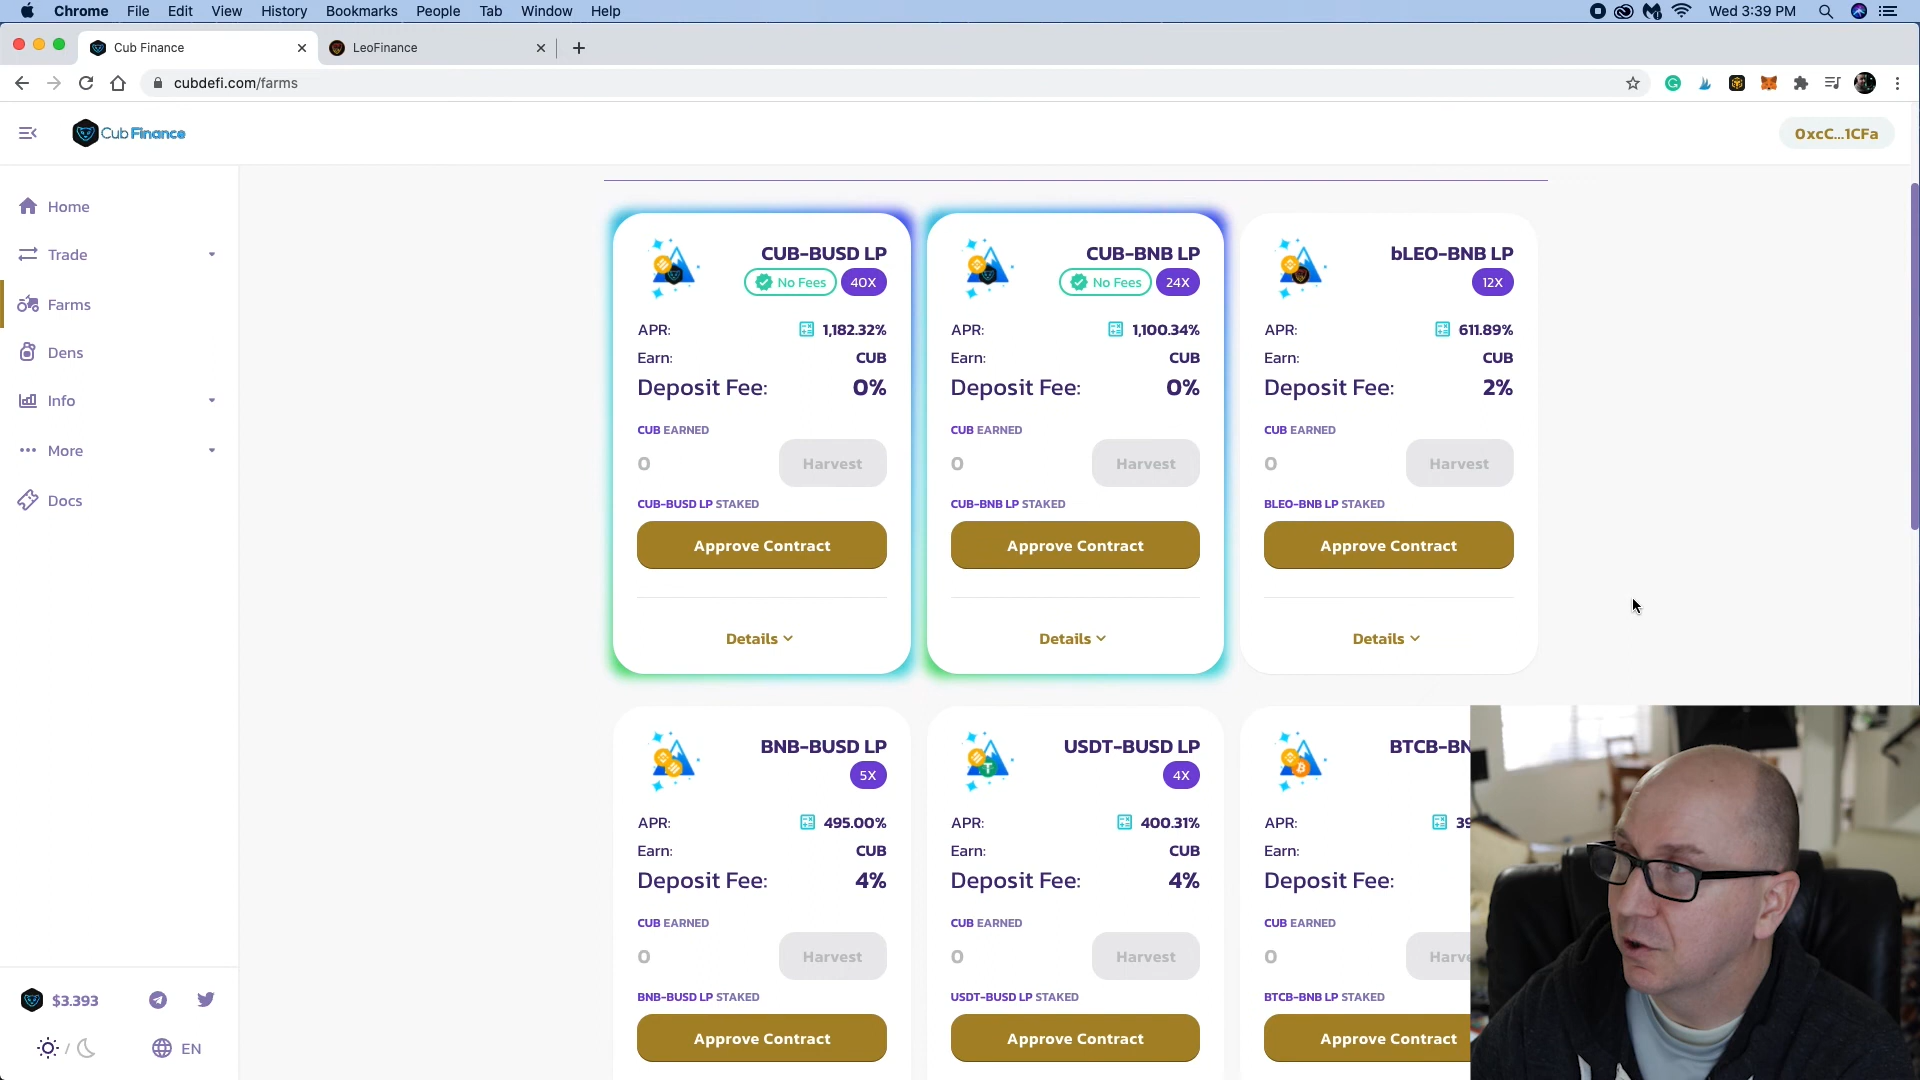 Chrome File Edit View History Bookmarks People Tab Window Help Wed 3:39 PM
Cub Finance LeoFinance
cubdefi.com/farms
Cub Finance 0xcC...1CFa
Home
Trade
Farms
Dens
Info
More
Docs
$3.393
/ EN
CUB-BUSD LP
No Fees 40X
APR: 1,182.32%
Earn: CUB
Deposit Fee: 0%
CUB EARNED
0 Harvest
CUB-BUSD LP STAKED
Approve Contract
Details
CUB-BNB LP
No Fees 24X
APR: 1,100.34%
Earn: CUB
Deposit Fee: 0%
CUB EARNED
0 Harvest
CUB-BNB LP STAKED
Approve Contract
Details
bLEO-BNB LP
12X
APR: 611.89%
Earn: CUB
Deposit Fee: 2%
CUB EARNED
0 Harvest
BLEO-BNB LP STAKED
Approve Contract
Details
BNB-BUSD LP
5X
APR: 495.00%
Earn: CUB
Deposit Fee: 4%
CUB EARNED
0 Harvest
BNB-BUSD LP STAKED
Approve Contract
USDT-BUSD LP
4X
APR: 400.31%
Earn: CUB
Deposit Fee: 4%
CUB EARNED
0 Harvest
USDT-BUSD LP STAKED
Approve Contract
BTCB-BN
APR: 39
Earn:
Deposit Fee:
CUB EARNED
0 Harve
BTCB-BNB LP STAKED
Approve Contract